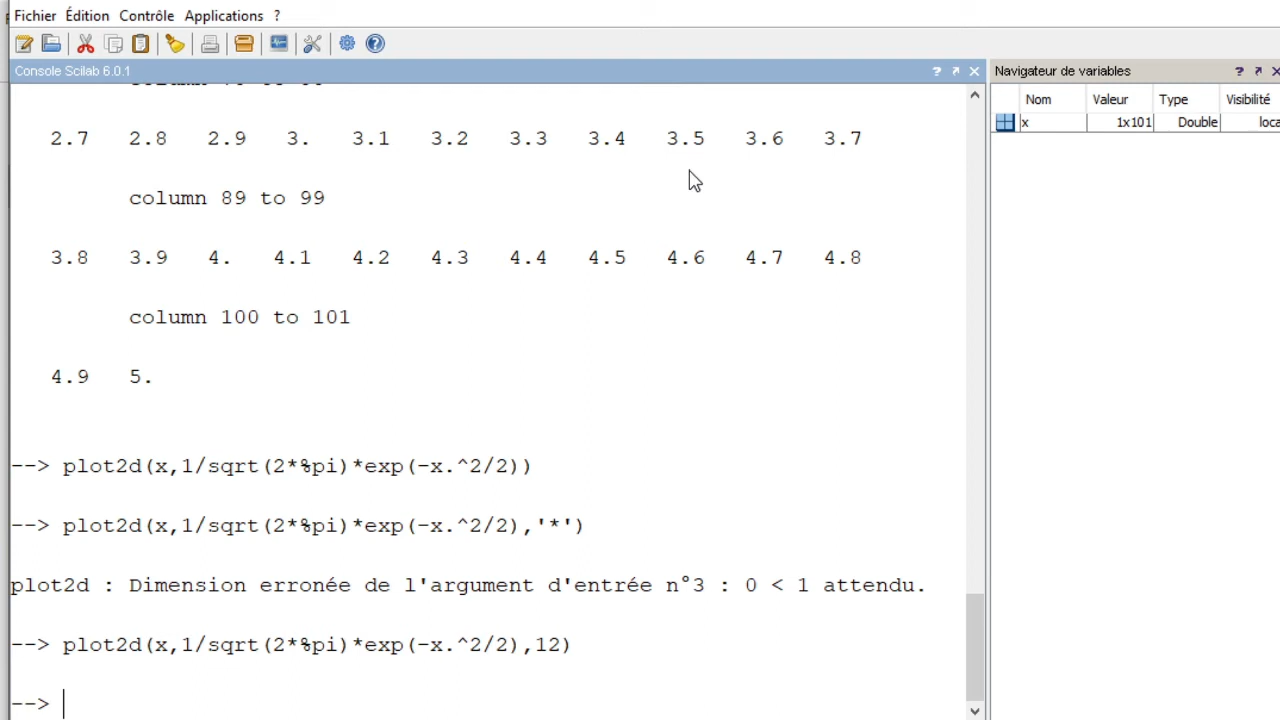 Fichier Édition Contrôle Applications ?
Console Scilab 6.0.1 ?
Navigateur de variables ?
Nom Valeur Type Visibilité
x 1x101 Double loca
2.7 2.8 2.9 3. 3.1 3.2 3.3 3.4 3.5 3.6 3.7
column 89 to 99
3.8 3.9 4. 4.1 4.2 4.3 4.4 4.5 4.6 4.7 4.8
column 100 to 101
4.9 5.
--> plot2d(x,1/sqrt(2*%pi)*exp(-x.^2/2))
--> plot2d(x,1/sqrt(2*%pi)*exp(-x.^2/2),'*')
plot2d : Dimension erronée de l'argument d'entrée n°3 : 0 < 1 attendu.
--> plot2d(x,1/sqrt(2*%pi)*exp(-x.^2/2),12)
-->